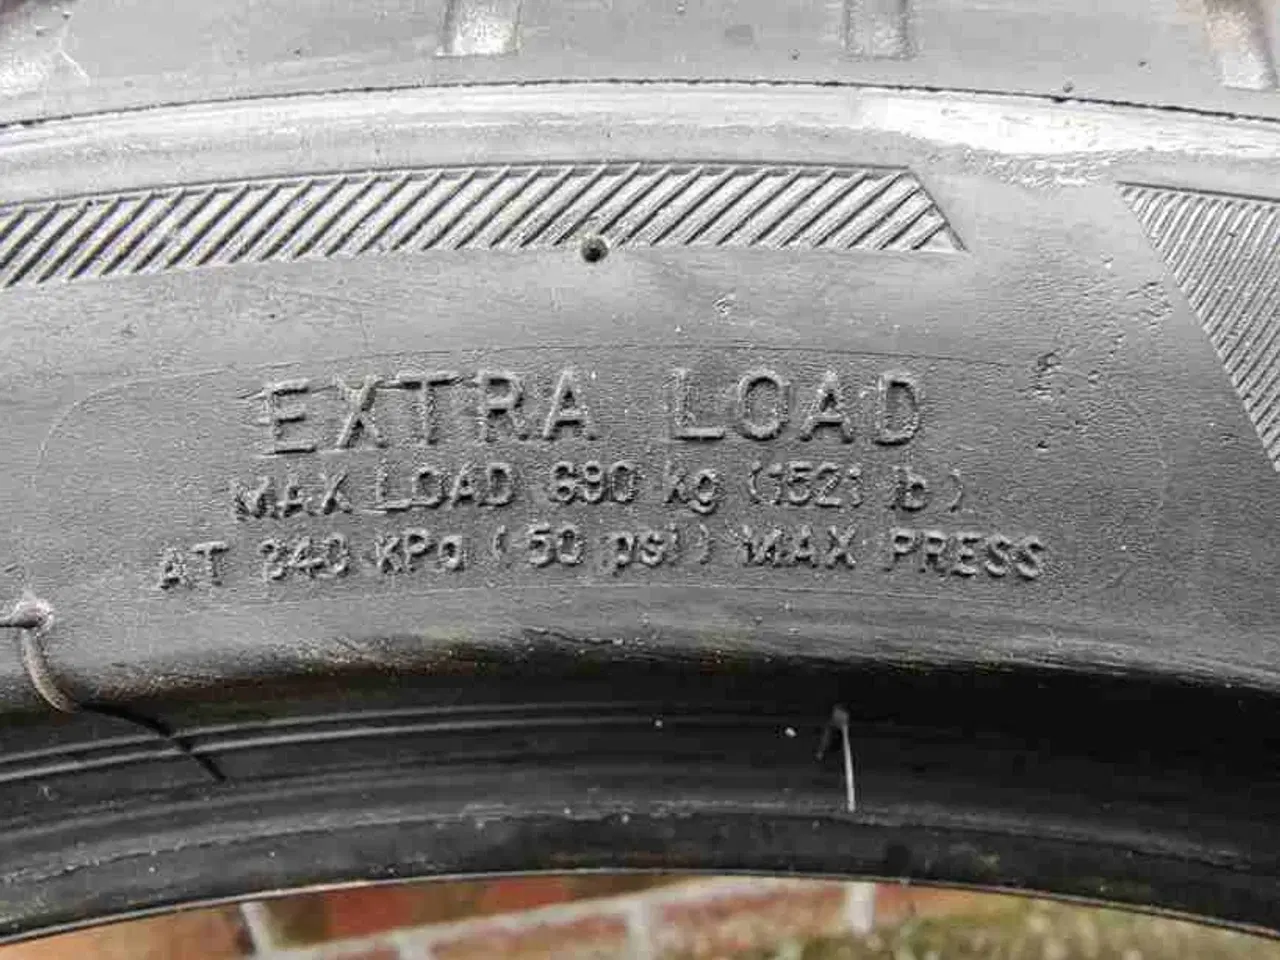 EXTRA LOAD
MAX LOAD 690 kg (1521 lb)
AT 340 KPa (50 psi) MAX PRESS